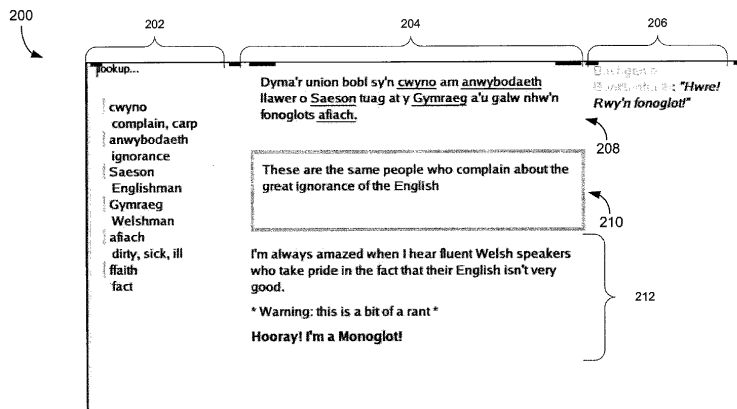 200
202
204
206
lookup...
cwyno
complain, carp
anwybodaeth
ignorance
Saeson
Englishman
Gymraeg
Welshman
afiach
dirty, sick, ill
ffaith
fact
Dyma'r union bobl sy'n cwyno am anwybodaeth
llawer o Saeson tuag at y Gymraeg a'u galw nhw'n
fonoglots afiach.
208
These are the same people who complain about the
great ignorance of the English
210
I'm always amazed when I hear fluent Welsh speakers
who take pride in the fact that their English isn't very
good.
* Warning: this is a bit of a rant *
Hooray! I'm a Monoglot!
212
: "Hwre!
Rwy'n fonoglot!"